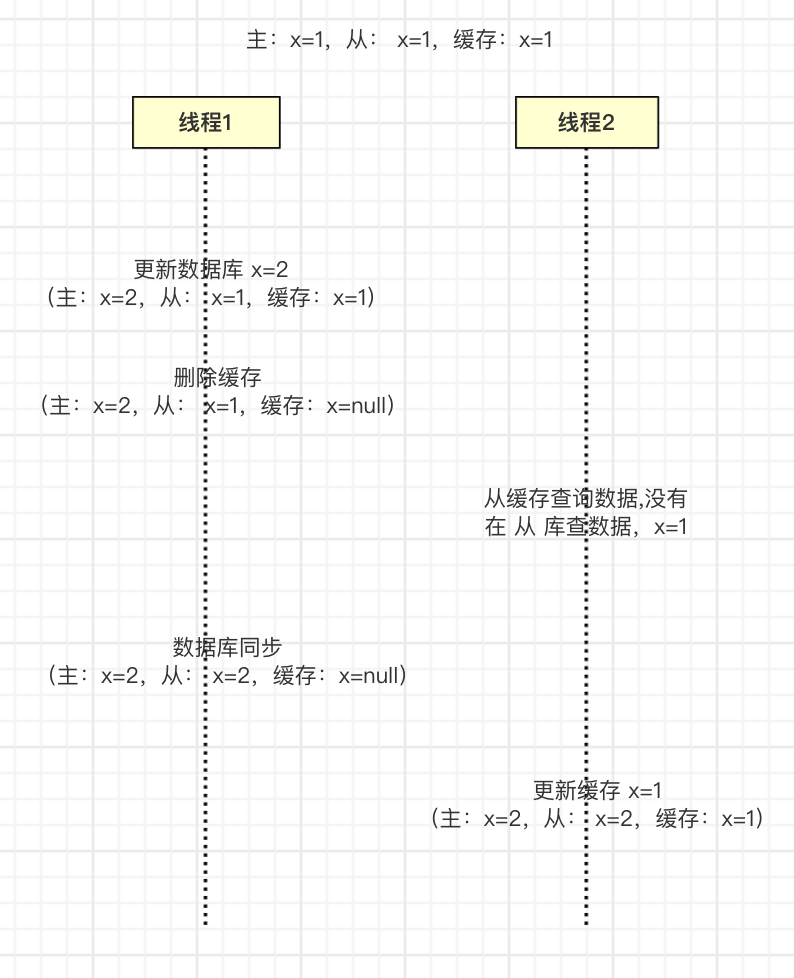 主：x=1，从： x=1，缓存：x=1
线程1
线程2
更新数据库 x=2
（主：x=2，从： x=1，缓存：x=1）
删除缓存
（主：x=2，从： x=1，缓存：x=null）
从缓存查询数据,没有
在 从 库查数据，x=1
数据库同步
（主：x=2，从： x=2，缓存：x=null）
更新缓存 x=1
（主：x=2，从： x=2，缓存：x=1）